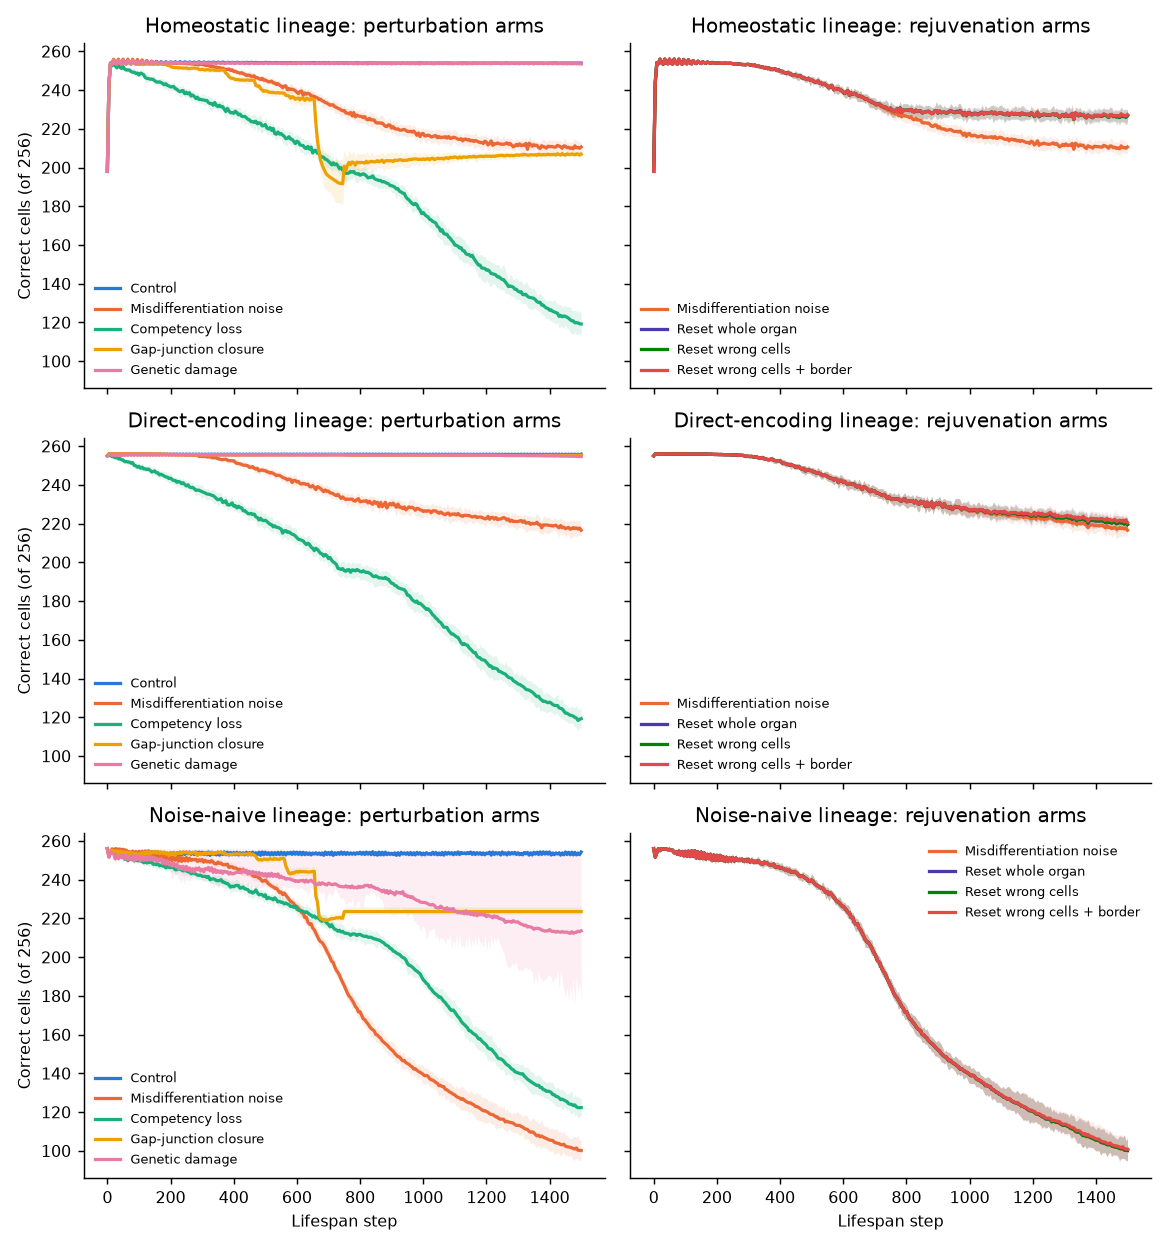 Homeostatic lineage: perturbation arms
260
240
220
200
180
160
140
120
100
Correct cells (of 256)
Control
Misdifferentiation noise
Competency loss
Gap-junction closure
Genetic damage
Homeostatic lineage: rejuvenation arms
Misdifferentiation noise
Reset whole organ
Reset wrong cells
Reset wrong cells + border
Direct-encoding lineage: perturbation arms
260
240
220
200
180
160
140
120
100
Correct cells (of 256)
Control
Misdifferentiation noise
Competency loss
Gap-junction closure
Genetic damage
Direct-encoding lineage: rejuvenation arms
Misdifferentiation noise
Reset whole organ
Reset wrong cells
Reset wrong cells + border
Noise-naive lineage: perturbation arms
260
240
220
200
180
160
140
120
100
Correct cells (of 256)
Control
Misdifferentiation noise
Competency loss
Gap-junction closure
Genetic damage
0 200 400 600 800 1000 1200 1400
Lifespan step
Noise-naive lineage: rejuvenation arms
Misdifferentiation noise
Reset whole organ
Reset wrong cells
Reset wrong cells + border
0 200 400 600 800 1000 1200 1400
Lifespan step